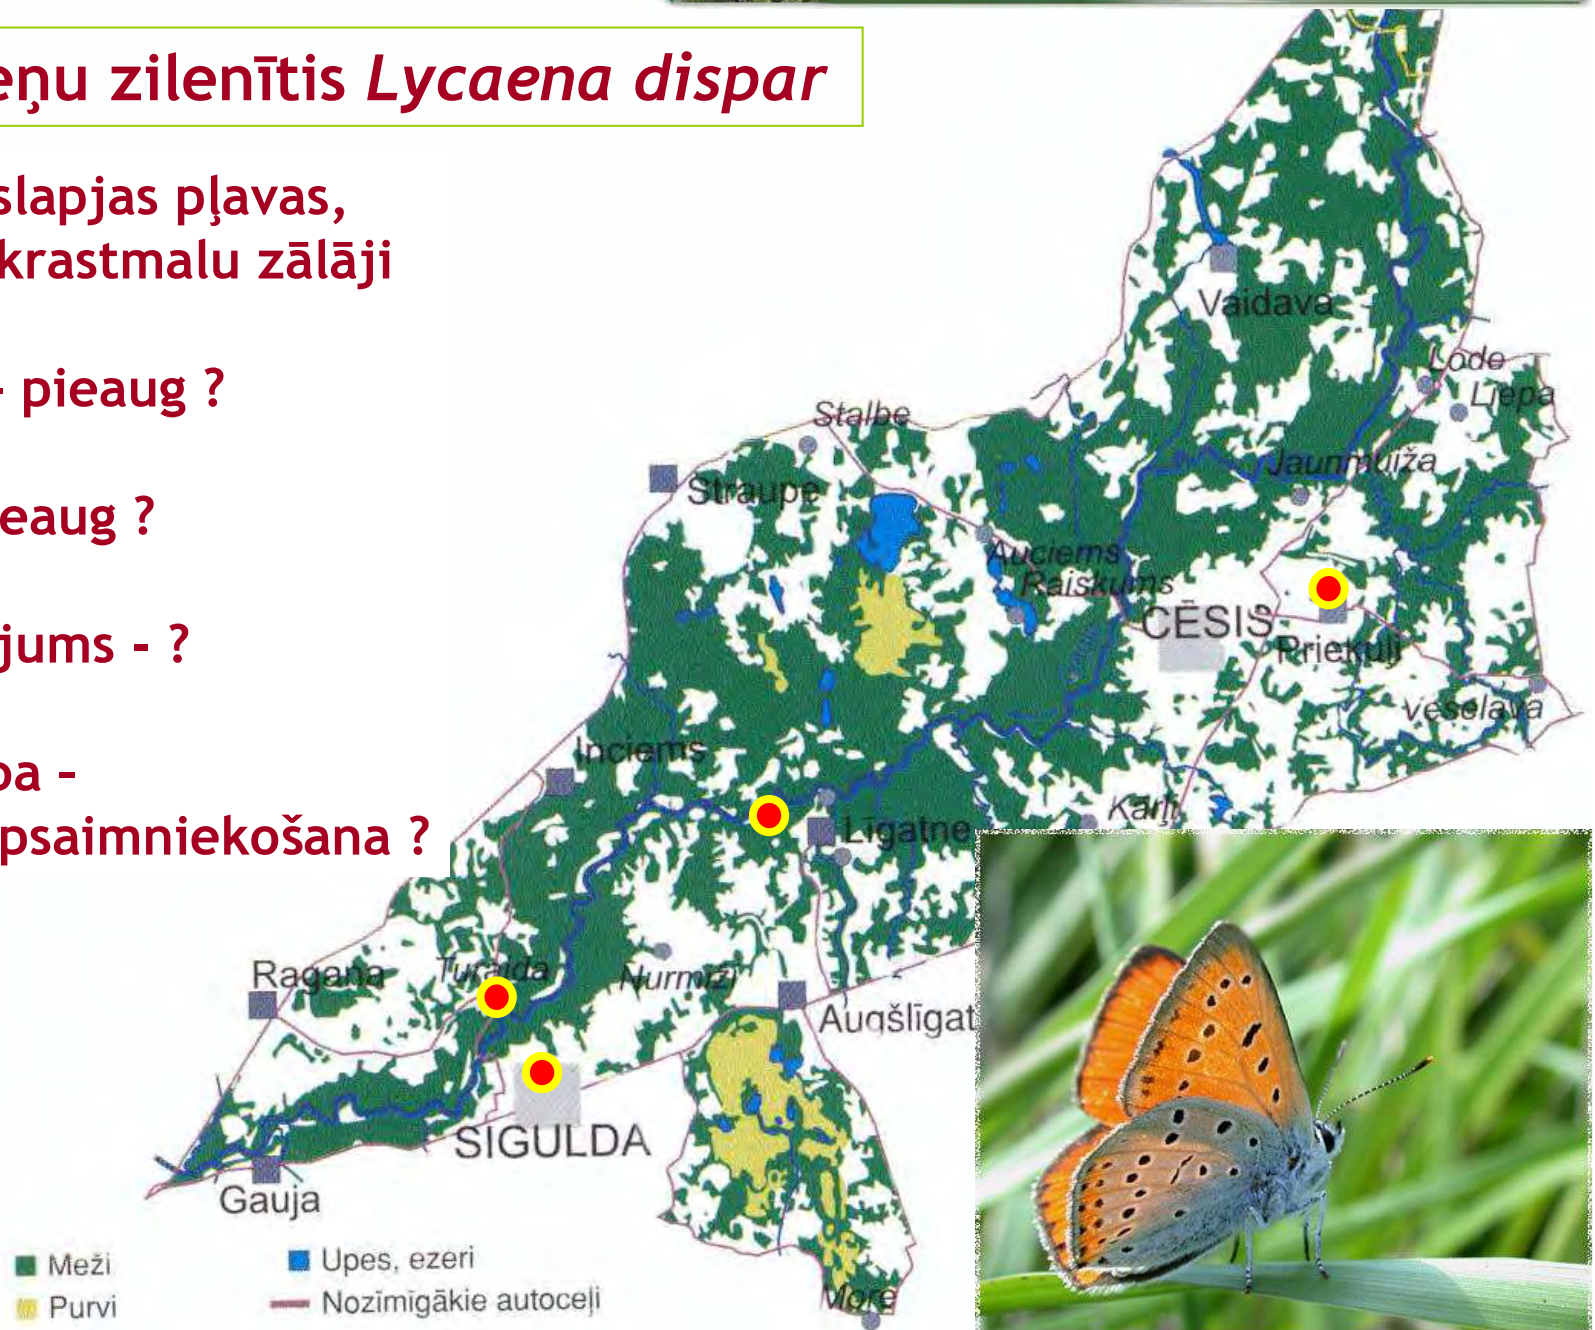 eņu zilenītis Lycaena dispar
slapjas pļavas,
krastmalu zālāji
- pieaug ?
eaug ?
jums - ?
ba -
psaimniekošana ?
Vaidava
Lode
Liepa
Stalbe
Jaunmuiža
Straupe
Auciems
Raiskums
CĒSIS
Priekuļi
Veselava
Inciems
Kārļi
Līgatne
Ragana
Turaida
Nurmiži
Augšlīgat
SIGULDA
Gauja
More
Meži
Upes, ezeri
Purvi
Nozīmīgākie autoceļi